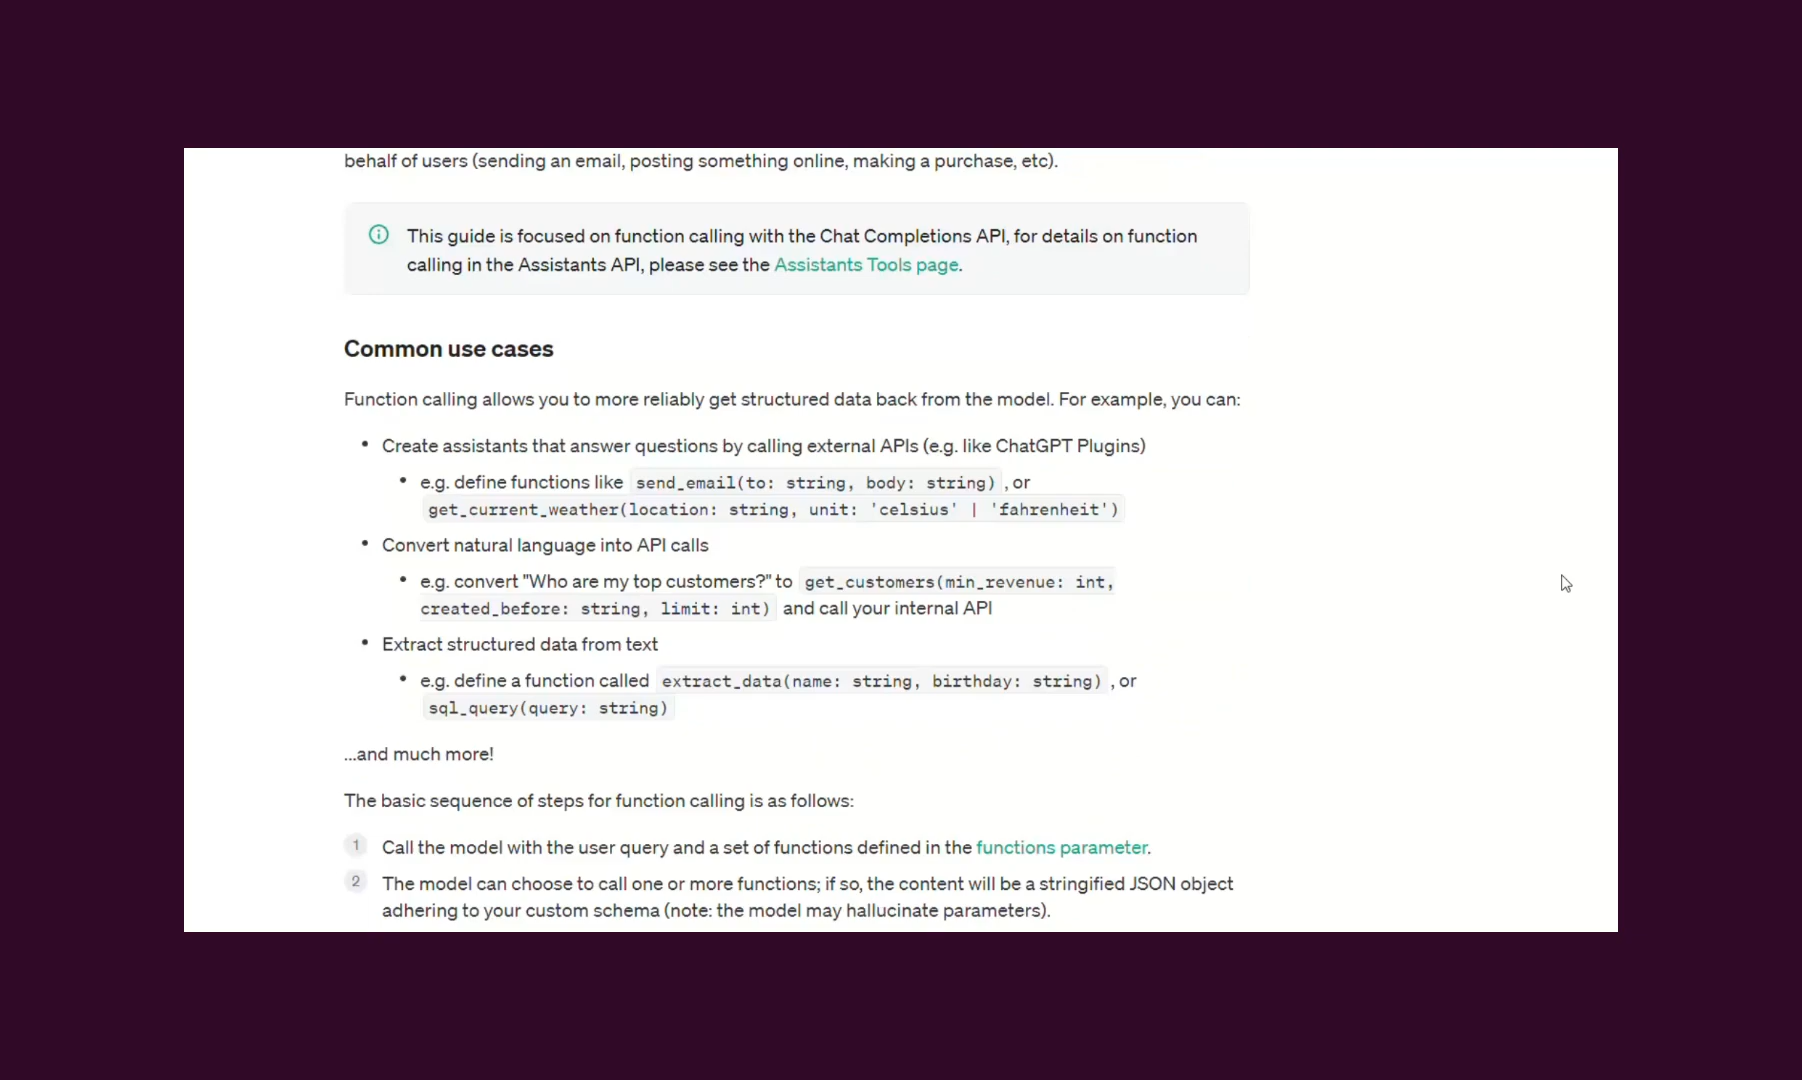 behalf of users (sending an email, posting something online, making a purchase, etc).
This guide is focused on function calling with the Chat Completions API, for details on function
calling in the Assistants API, please see the Assistants Tools page.
Common use cases
Function calling allows you to more reliably get structured data back from the model. For example, you can:
• Create assistants that answer questions by calling external APIs (e.g. like ChatGPT Plugins)
• e.g. define functions like send_email(to: string, body: string), or
get_current_weather(location: string, unit: 'celsius' | 'fahrenheit')
• Convert natural language into API calls
• e.g. convert "Who are my top customers?" to get_customers(min_revenue: int,
created_before: string, limit: int) and call your internal API
• Extract structured data from text
• e.g. define a function called extract_data(name: string, birthday: string), or
sql_query(query: string)
...and much more!
The basic sequence of steps for function calling is as follows:
1 Call the model with the user query and a set of functions defined in the functions parameter.
2 The model can choose to call one or more functions; if so, the content will be a stringified JSON object
adhering to your custom schema (note: the model may hallucinate parameters).